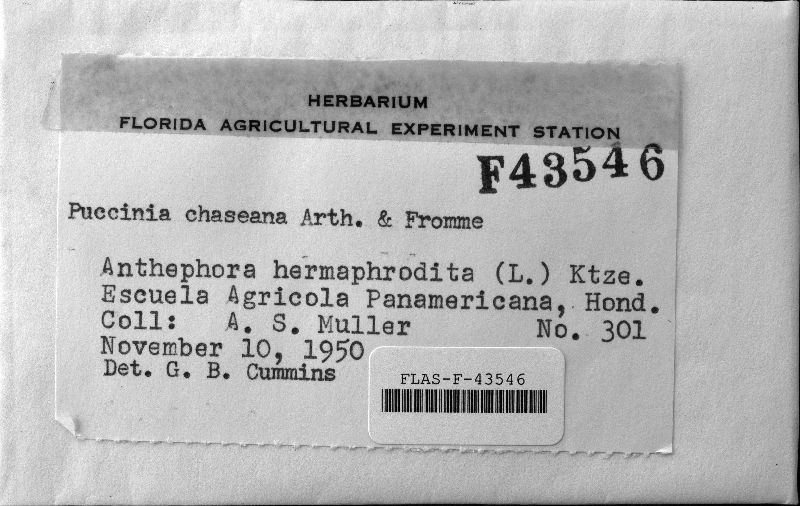 HERBARIUM
FLORIDA AGRICULTURAL EXPERIMENT STATION
F43546
Puccinia chaseana Arth. & Fromme
Anthephora hermaphrodita (L.) Ktze.
Escuela Agricola Panamericana, Hond.
Coll: A. S. Muller No. 301
November 10, 1950
Det. G. B. Cummins
FLAS-F-43546